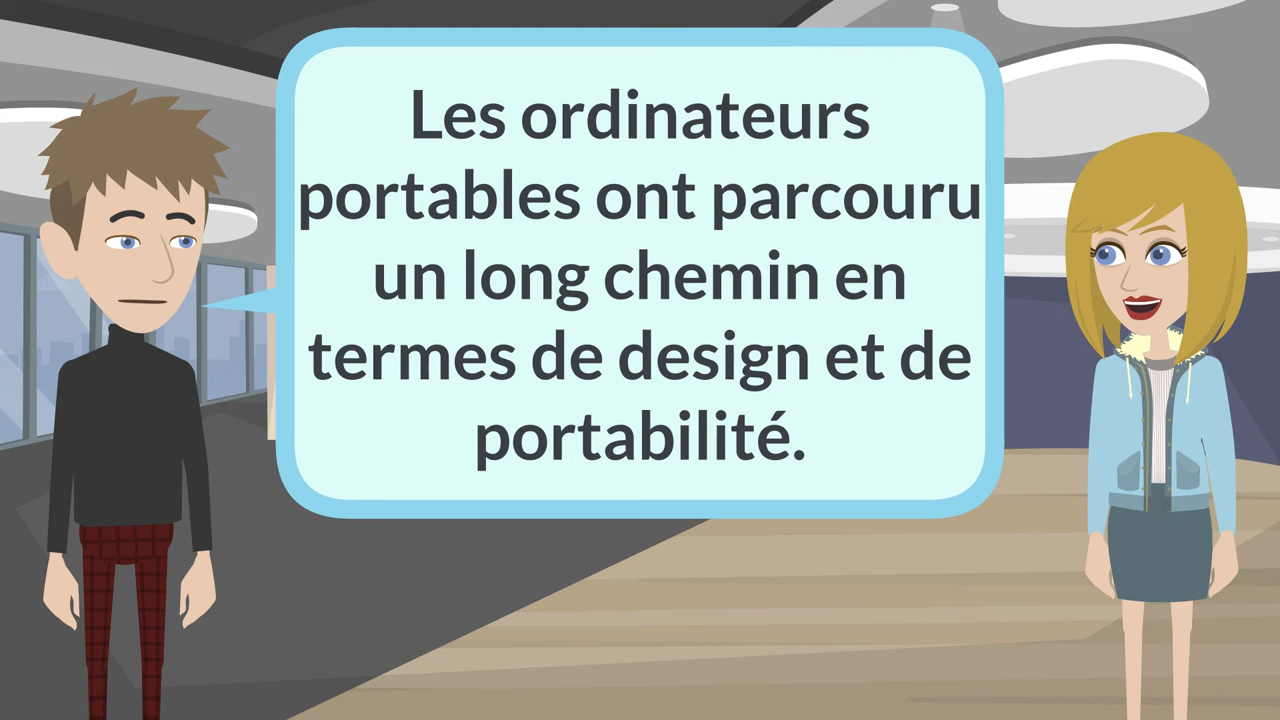 Les ordinateurs
portables ont parcouru
un long chemin en
termes de design et de
portabilité.